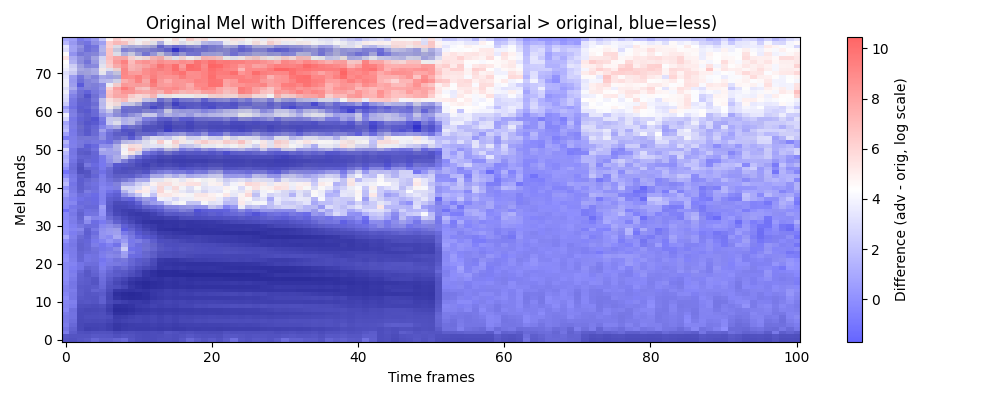 Original Mel with Differences (red=adversarial > original, blue=less)
Mel bands
70
60
50
40
30
20
10
0
0 20 40 60 80 100
Time frames
10
8
6
4
2
0
Difference (adv - orig, log scale)